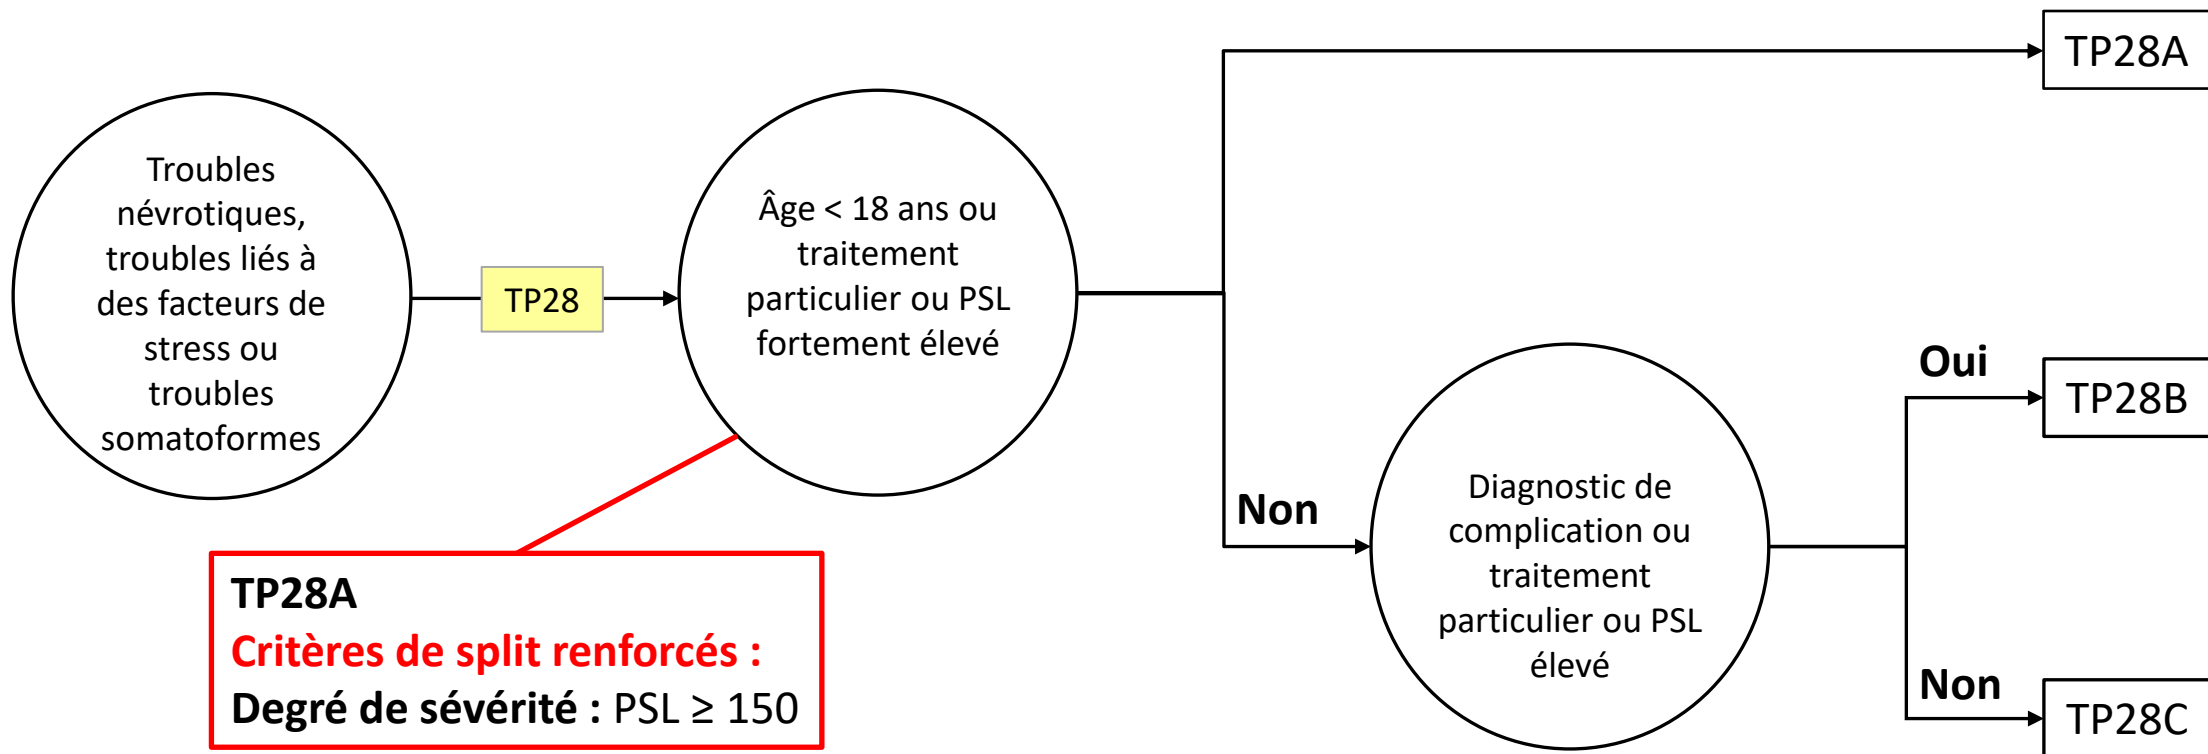 TP28A
Troubles
névrotiques,
troubles liés à
des facteurs de
stress ou
troubles
somatoformes
TP28
Âge < 18 ans ou
traitement
particulier ou PSL
fortement élevé
Oui
TP28B
Non
Diagnostic de
complication ou
traitement
particulier ou PSL
élevé
Non
TP28C
TP28A
Critères de split renforcés :
Degré de sévérité : PSL ≥ 150